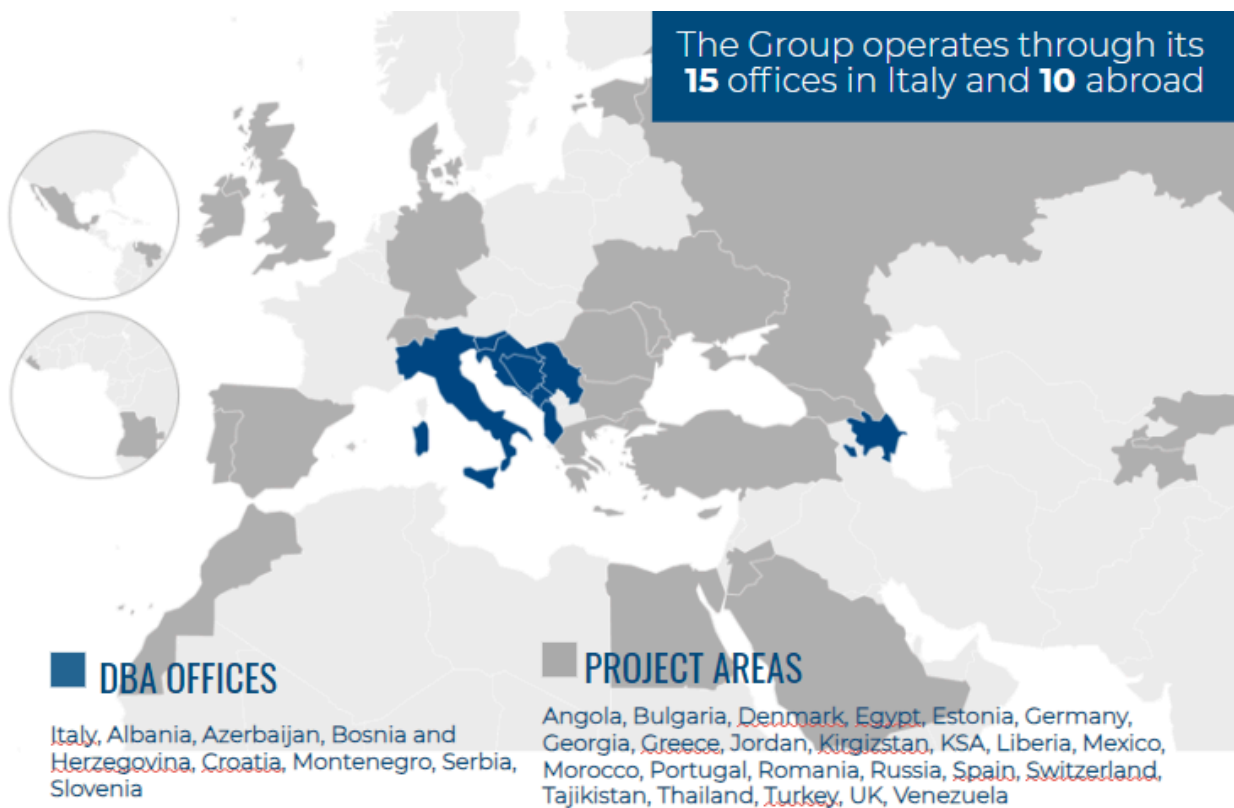 The Group operates through its
15 offices in Italy and 10 abroad
DBA OFFICES
Italy, Albania, Azerbaijan, Bosnia and
Herzegovina, Croatia, Montenegro, Serbia,
Slovenia
PROJECT AREAS
Angola, Bulgaria, Denmark, Egypt, Estonia, Germany,
Georgia, Greece, Jordan, Kirgizstan, KSA, Liberia, Mexico,
Morocco, Portugal, Romania, Russia, Spain, Switzerland,
Tajikistan, Thailand, Turkey, UK, Venezuela